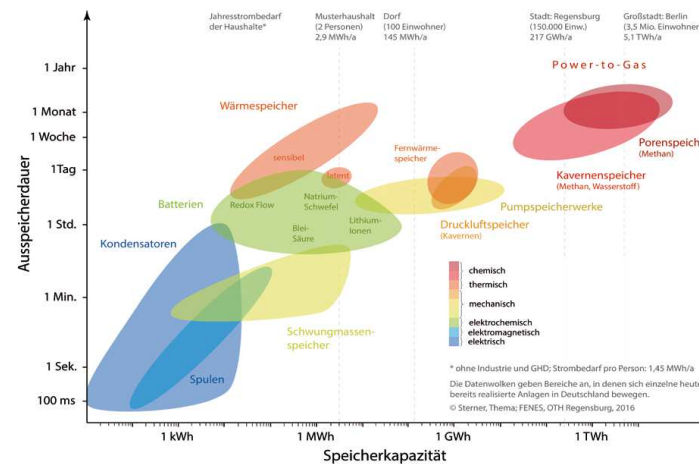 Jahresstrombedarf
der Haushalte*
Musterhaushalt
(2 Personen)
2,9 MWh/a
Dorf
(100 Einwohner)
145 MWh/a
Stadt: Regensburg
(150.000 Einw.)
217 GWh/a
Großstadt: Berlin
(3,5 Mio. Einwohner
5,1 TWh/a
Power-to-Gas
1 Jahr
1 Monat
1 Woche
1Tag
1 Std.
1 Min.
1 Sek.
100 ms
Ausspeicherdauer
Wärmespeicher
sensibel
latent
Fernwärme-
speicher
Porenspeich
(Methan)
Kavernenspeicher
(Methan, Wasserstoff)
Batterien
Redox Flow
Natrium-
Schwefel
Blei-
Säure
Lithium-
Ionen
Pumpspeicherwerke
Druckluftspeicher
(Kavernen)
Kondensatoren
Schwungmassen-
speicher
Spulen
chemisch
thermisch
mechanisch
elektrochemisch
elektromagnetisch
elektrisch
* ohne Industrie und GHD; Strombedarf pro Person: 1,45 MWh/a
Die Datenwolken geben Bereiche an, in denen sich einzelne heute
bereits realisierte Anlagen in Deutschland bewegen.
© Sterner, Thema; FENES, OTH Regensburg, 2016
1 kWh
1 MWh
1 GWh
1 TWh
Speicherkapazität